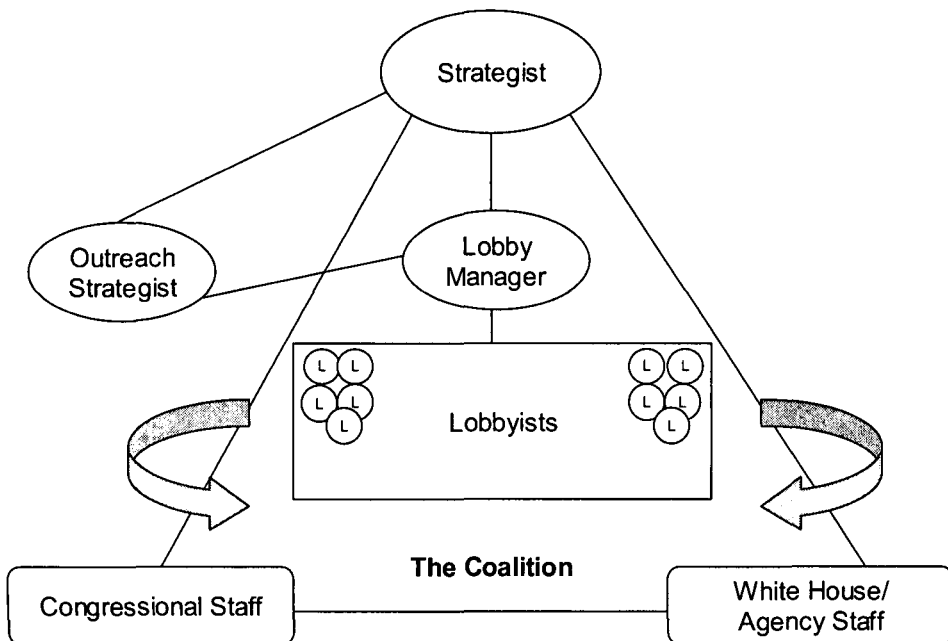 Strategist
Outreach
Strategist
Lobby
Manager
L L L L
L L L L
L L
Lobbyists
The Coalition
Congressional Staff
White House/
Agency Staff